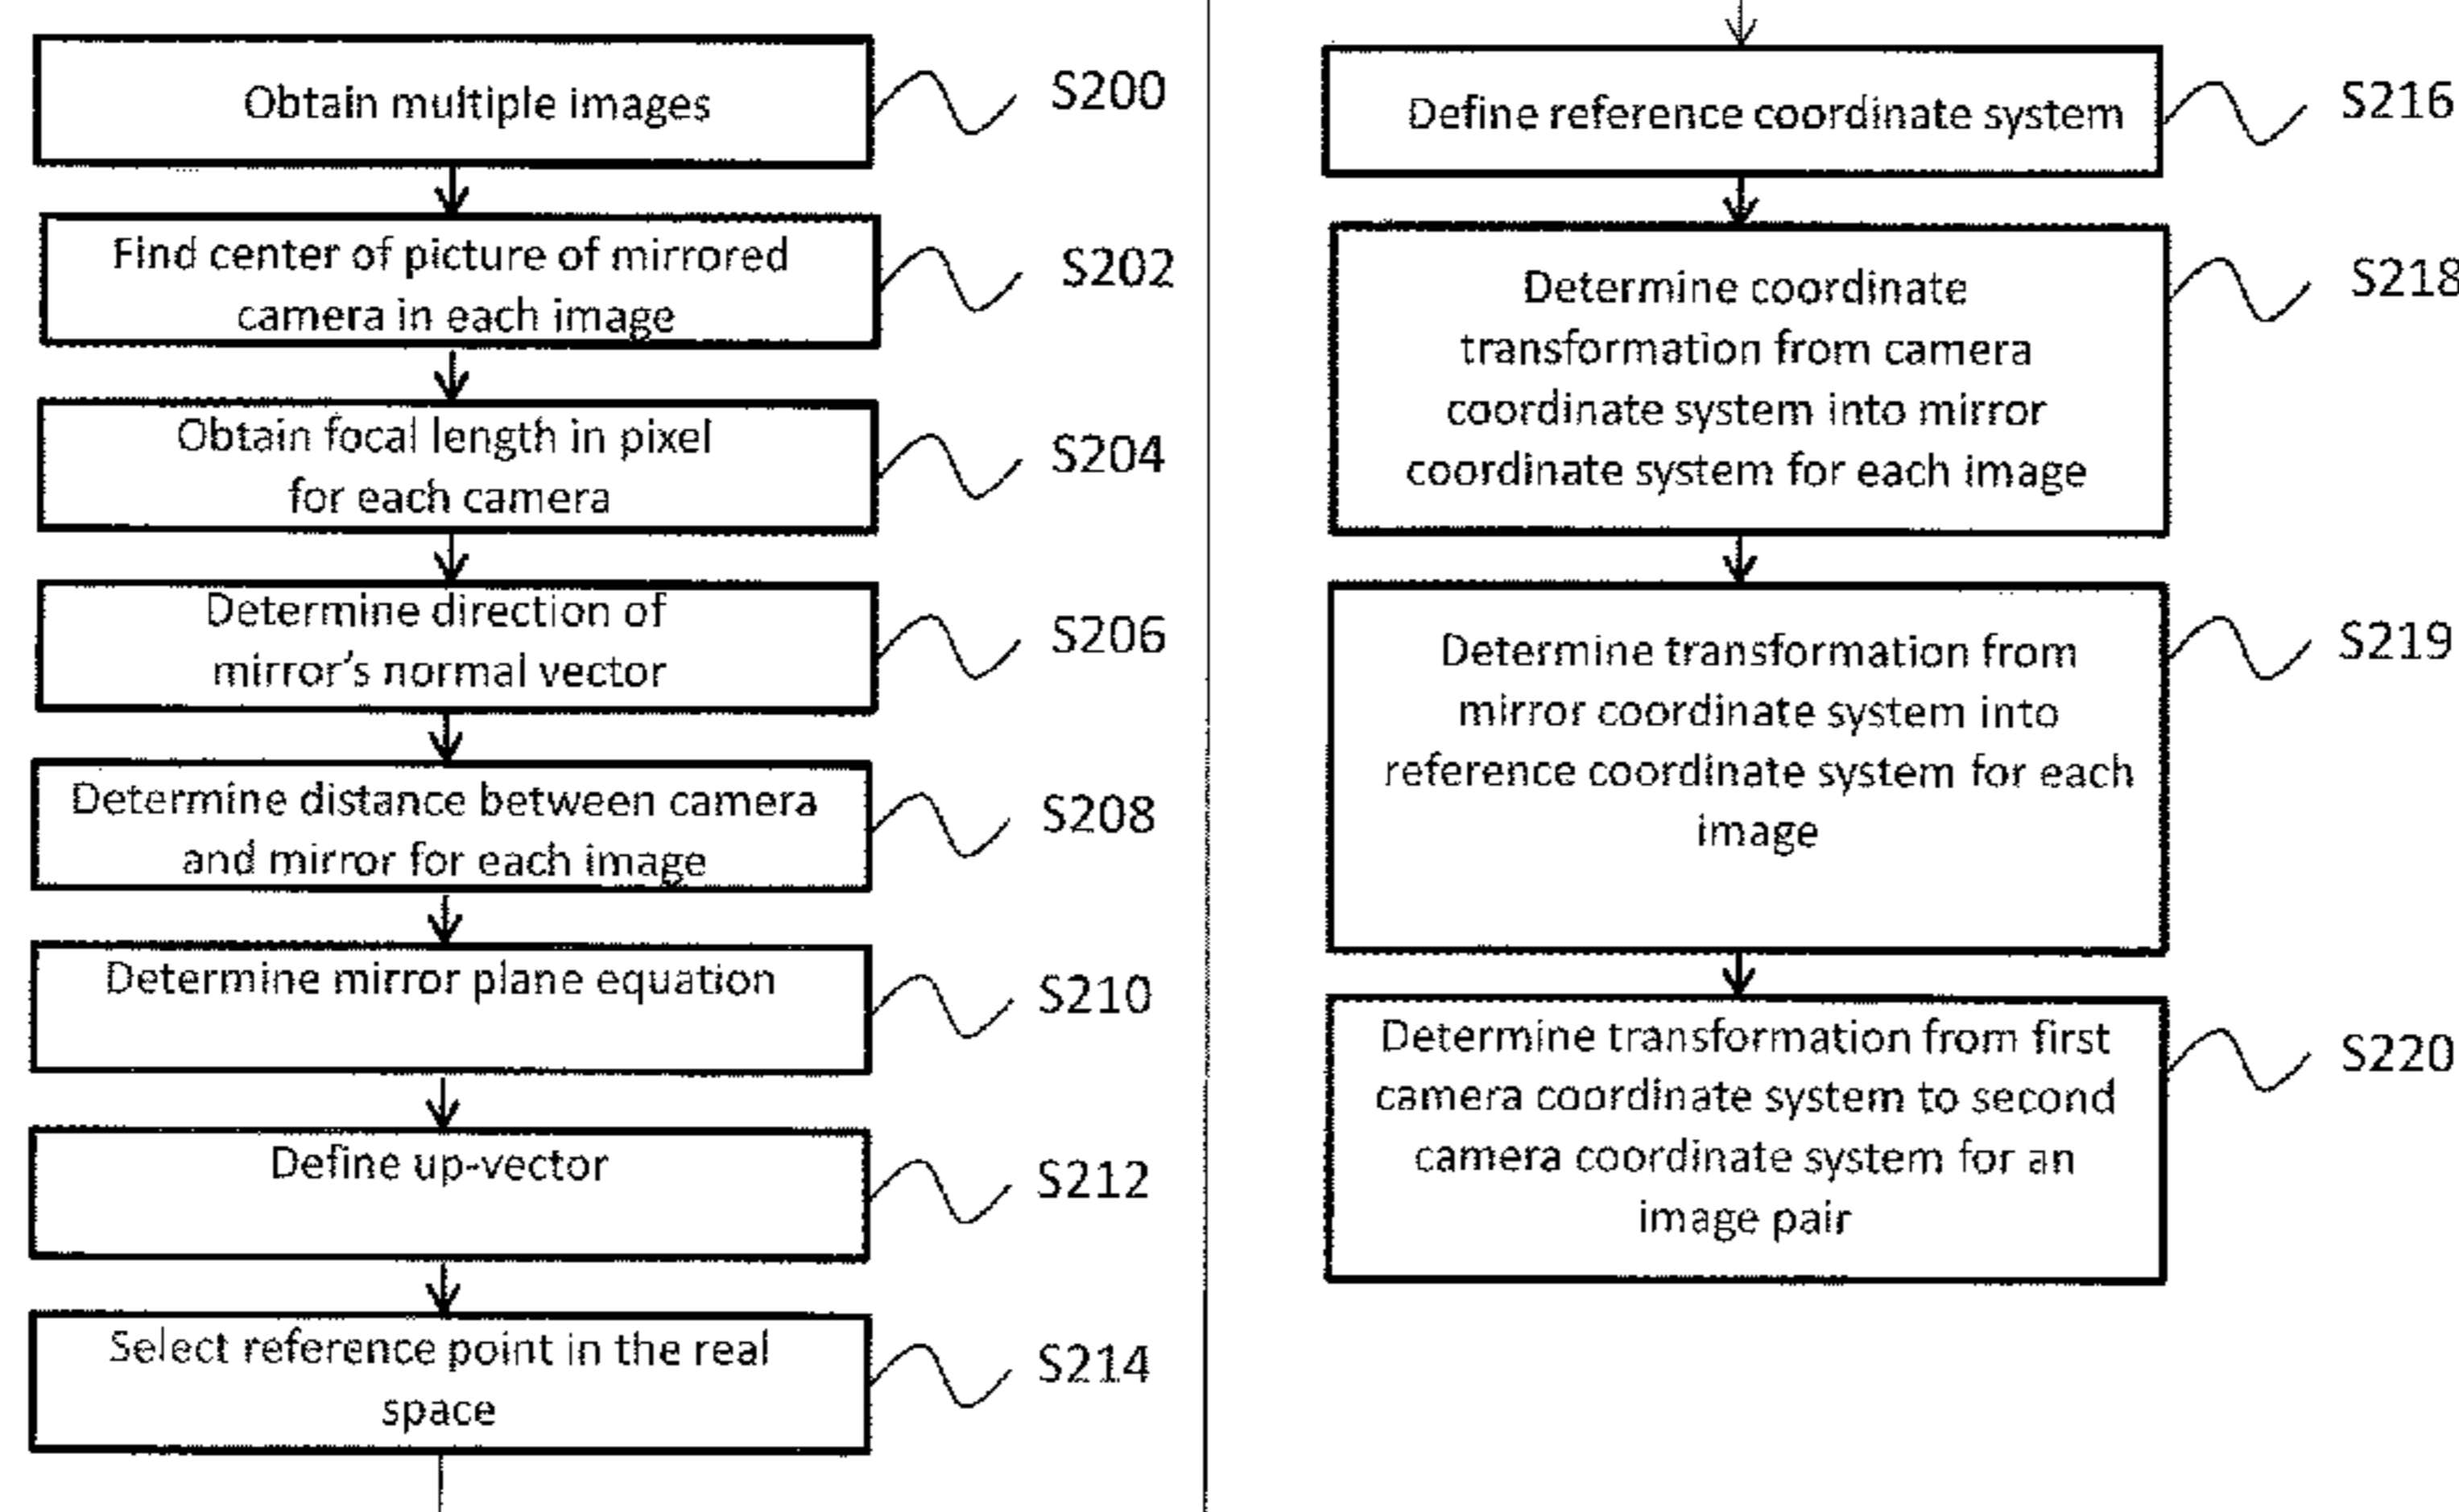 Obtain multiple images
S200
Find center of picture of mirrored
camera in each image
S202
Obtain focal length in pixel
for each camera
S204
Determine direction of
mirror's normal vector
S206
Determine distance between camera
and mirror for each image
S208
Determine mirror plane equation
S210
Define up-vector
S212
Select reference point in the real
space
S214
Define reference coordinate system
S216
Determine coordinate
transformation from camera
coordinate system into mirror
coordinate system for each image
S218
Determine transformation from
mirror coordinate system into
reference coordinate system for each
image
S219
Determine transformation from first
camera coordinate system to second
camera coordinate system for an
image pair
S220